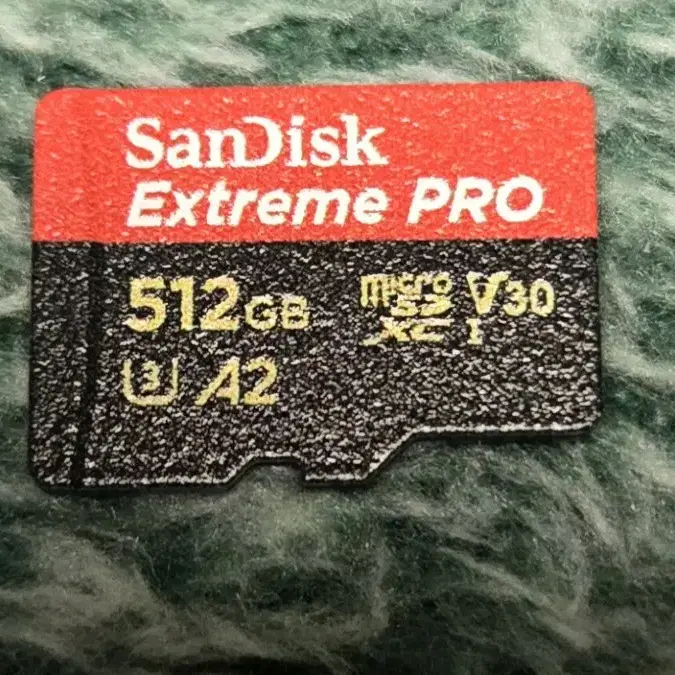 SanDisk
Extreme PRO
512GB micro SD XC I V30
3 A2